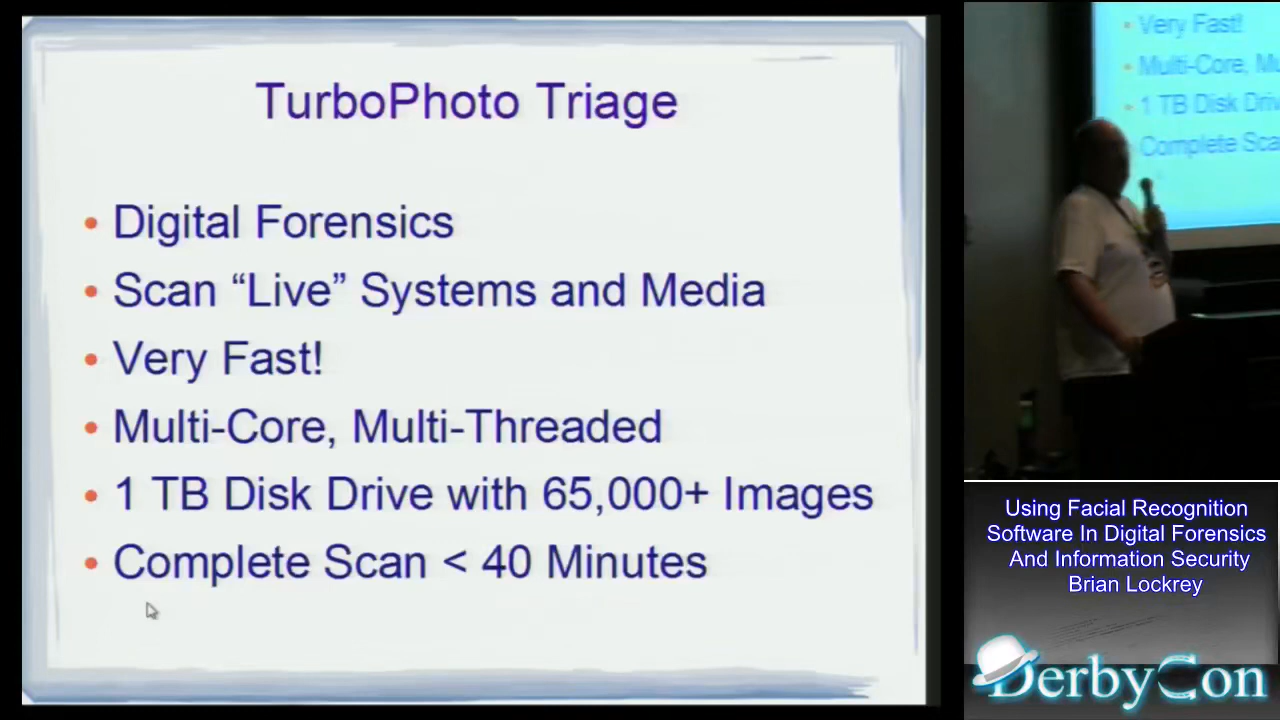 TurboPhoto Triage
• Digital Forensics
• Scan “Live” Systems and Media
• Very Fast!
• Multi-Core, Multi-Threaded
• 1 TB Disk Drive with 65,000+ Images
• Complete Scan < 40 Minutes
• Very Fast!
• Multi-Core, Mu
• 1 TB Disk Driv
Complete Sca
Using Facial Recognition
Software In Digital Forensics
And Information Security
Brian Lockrey
DerbyCon